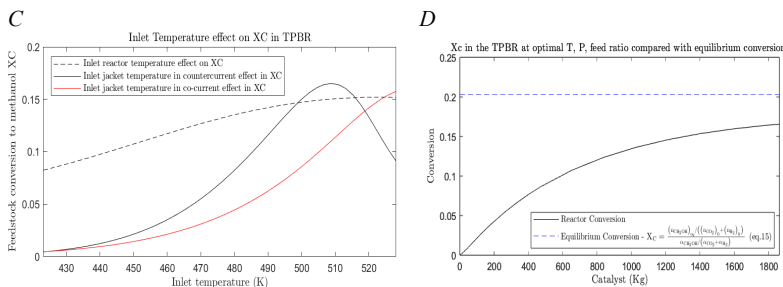 C
Inlet Temperature effect on XC in TPBR
0.2
0.15
0.1
0.05
0
Feedstock conversion to methanol XC
Inlet reactor temperature effect on XC
Inlet jacket temperature in countercurrent effect in XC
Inlet jacket temperature in co-current effect in XC
430 440 450 460 470 480 490 500 510 520
Inlet temperature (K)
D
Xc in the TPBR at optimal T, P, feed ratio compared with equilibrium conversion
0.25
0.2
0.15
0.1
0.05
0
Conversion
Reactor Conversion
Equilibrium Conversion - X_C = (eq.15)
0 200 400 600 800 1000 1200 1400 1600 1800
Catalyst (Kg)